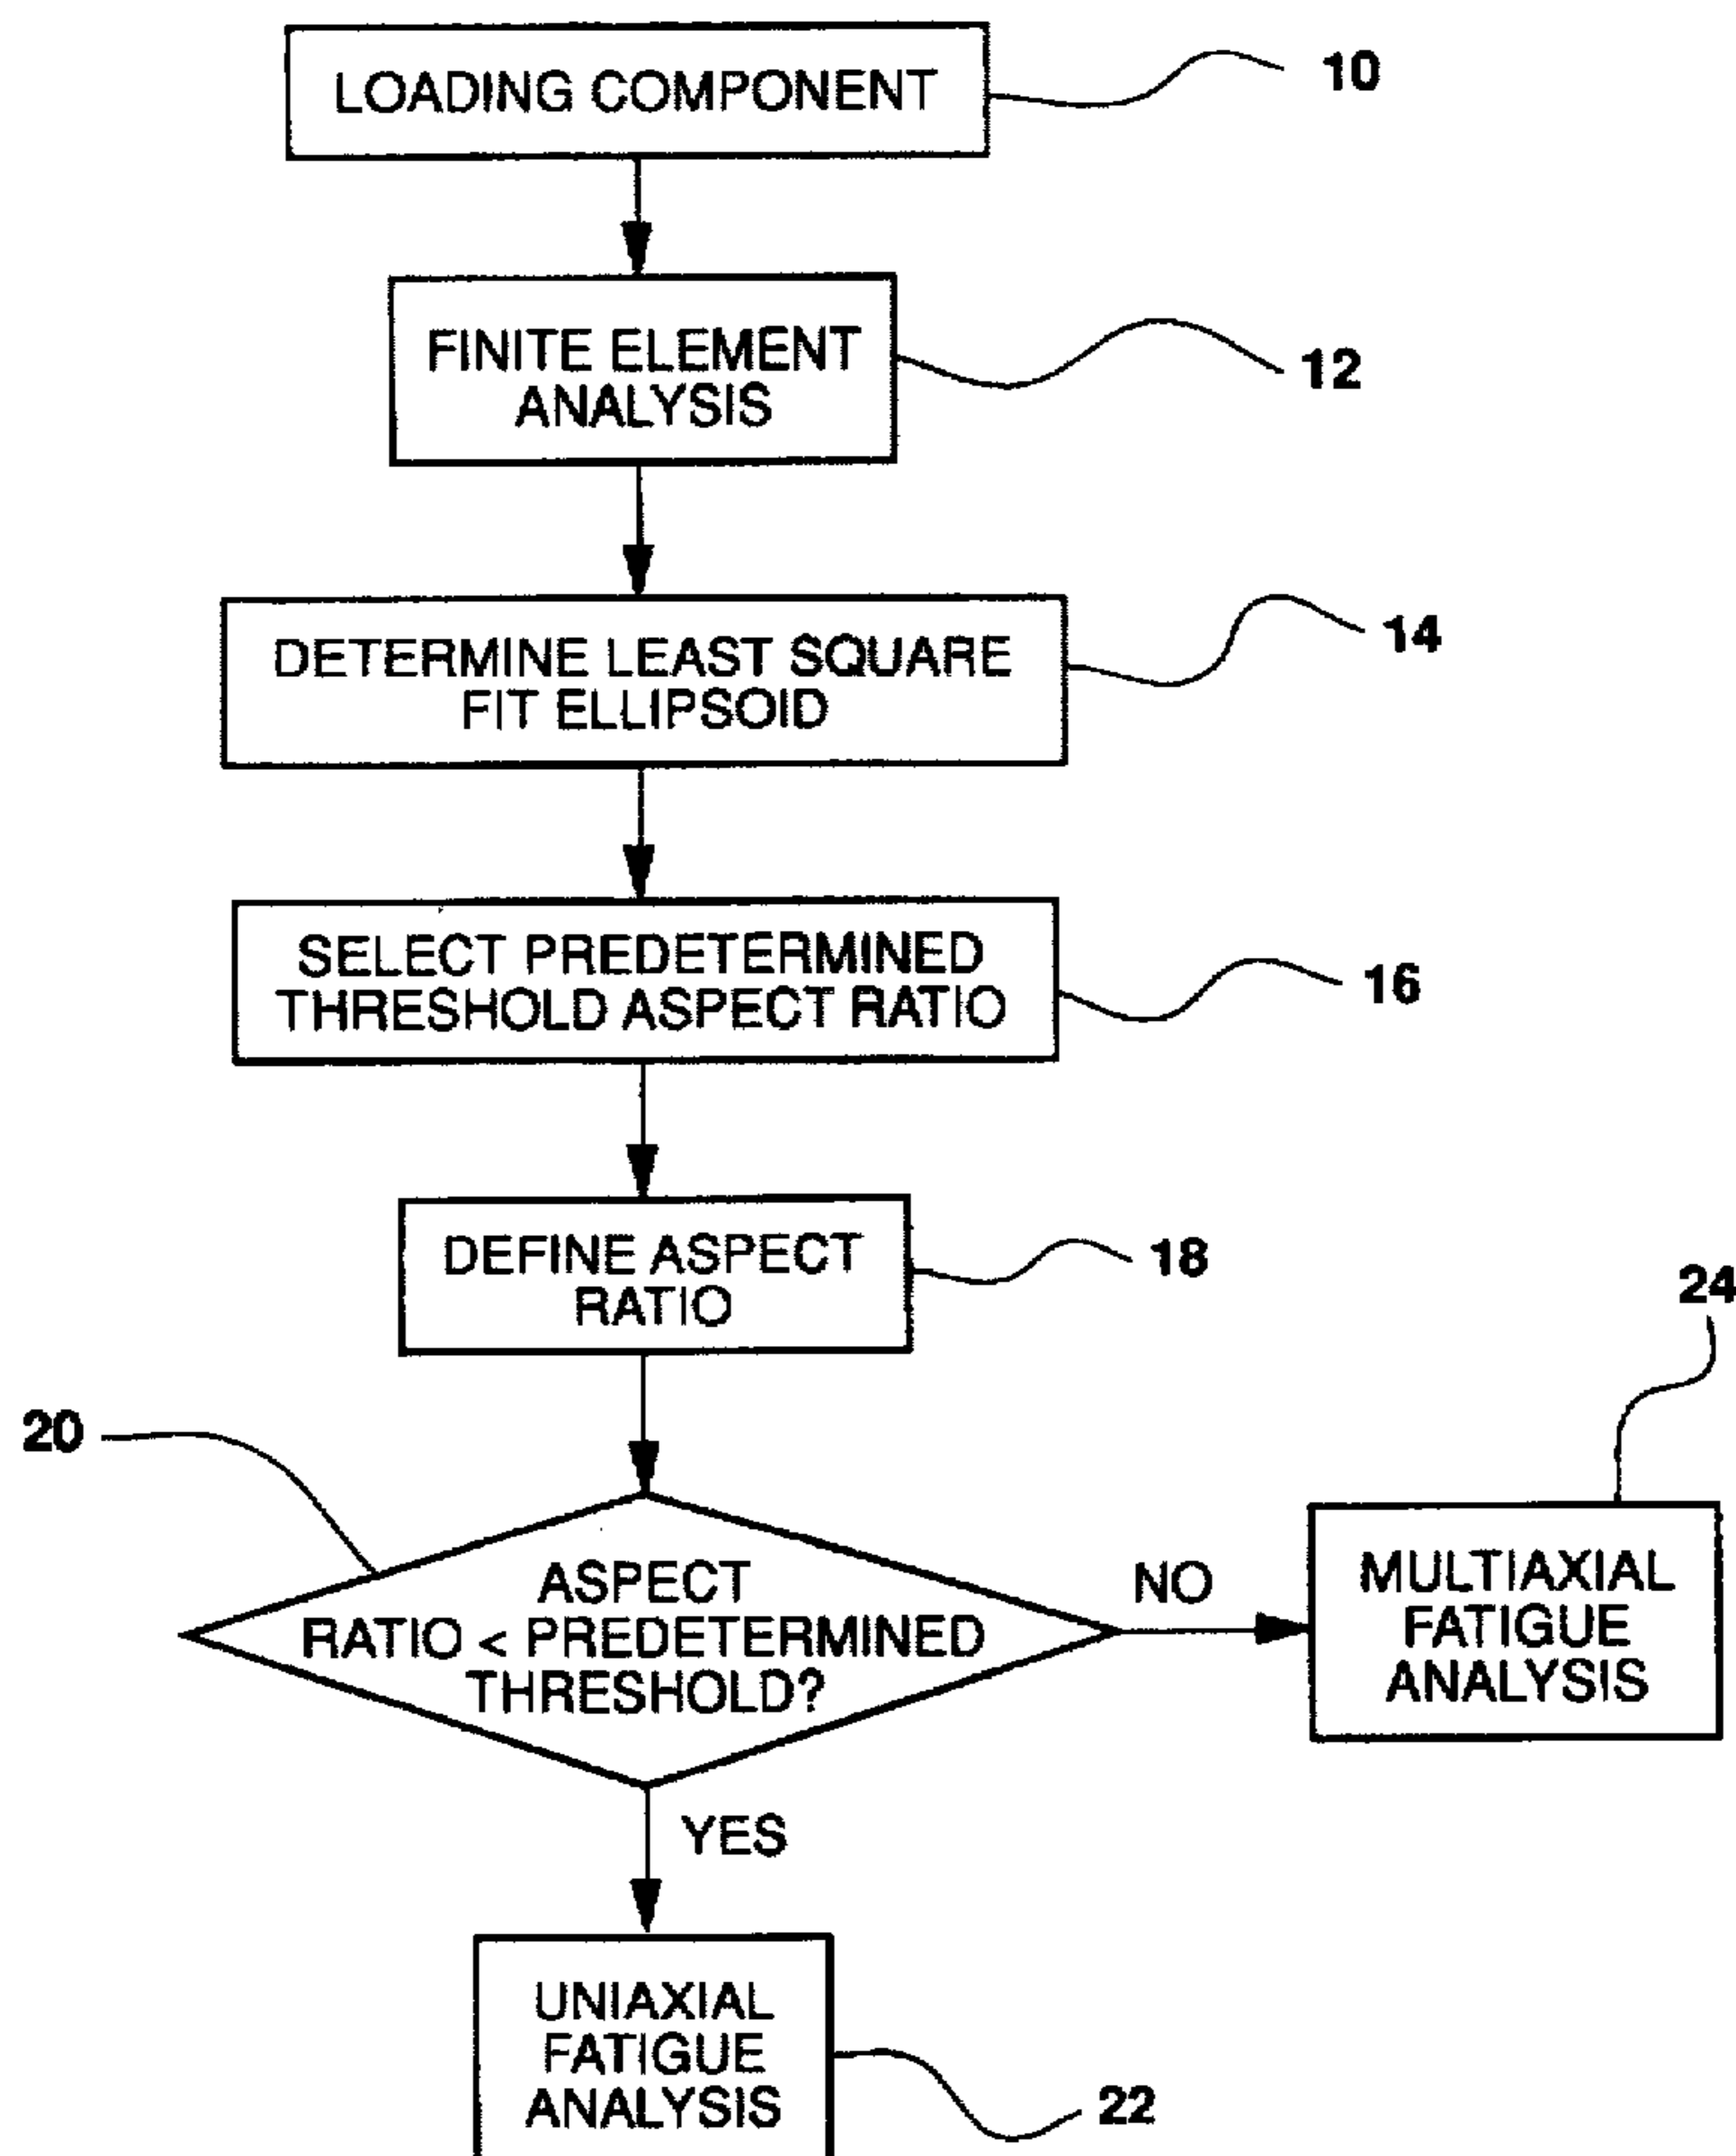 LOADING COMPONENT
10
FINITE ELEMENT
ANALYSIS
12
DETERMINE LEAST SQUARE
FIT ELLIPSOID
14
SELECT PREDETERMINED
THRESHOLD ASPECT RATIO
16
DEFINE ASPECT
RATIO
18
24
20
ASPECT
RATIO < PREDETERMINED
THRESHOLD?
NO
MULTIAXIAL
FATIGUE
ANALYSIS
YES
UNIAXIAL
FATIGUE
ANALYSIS
22